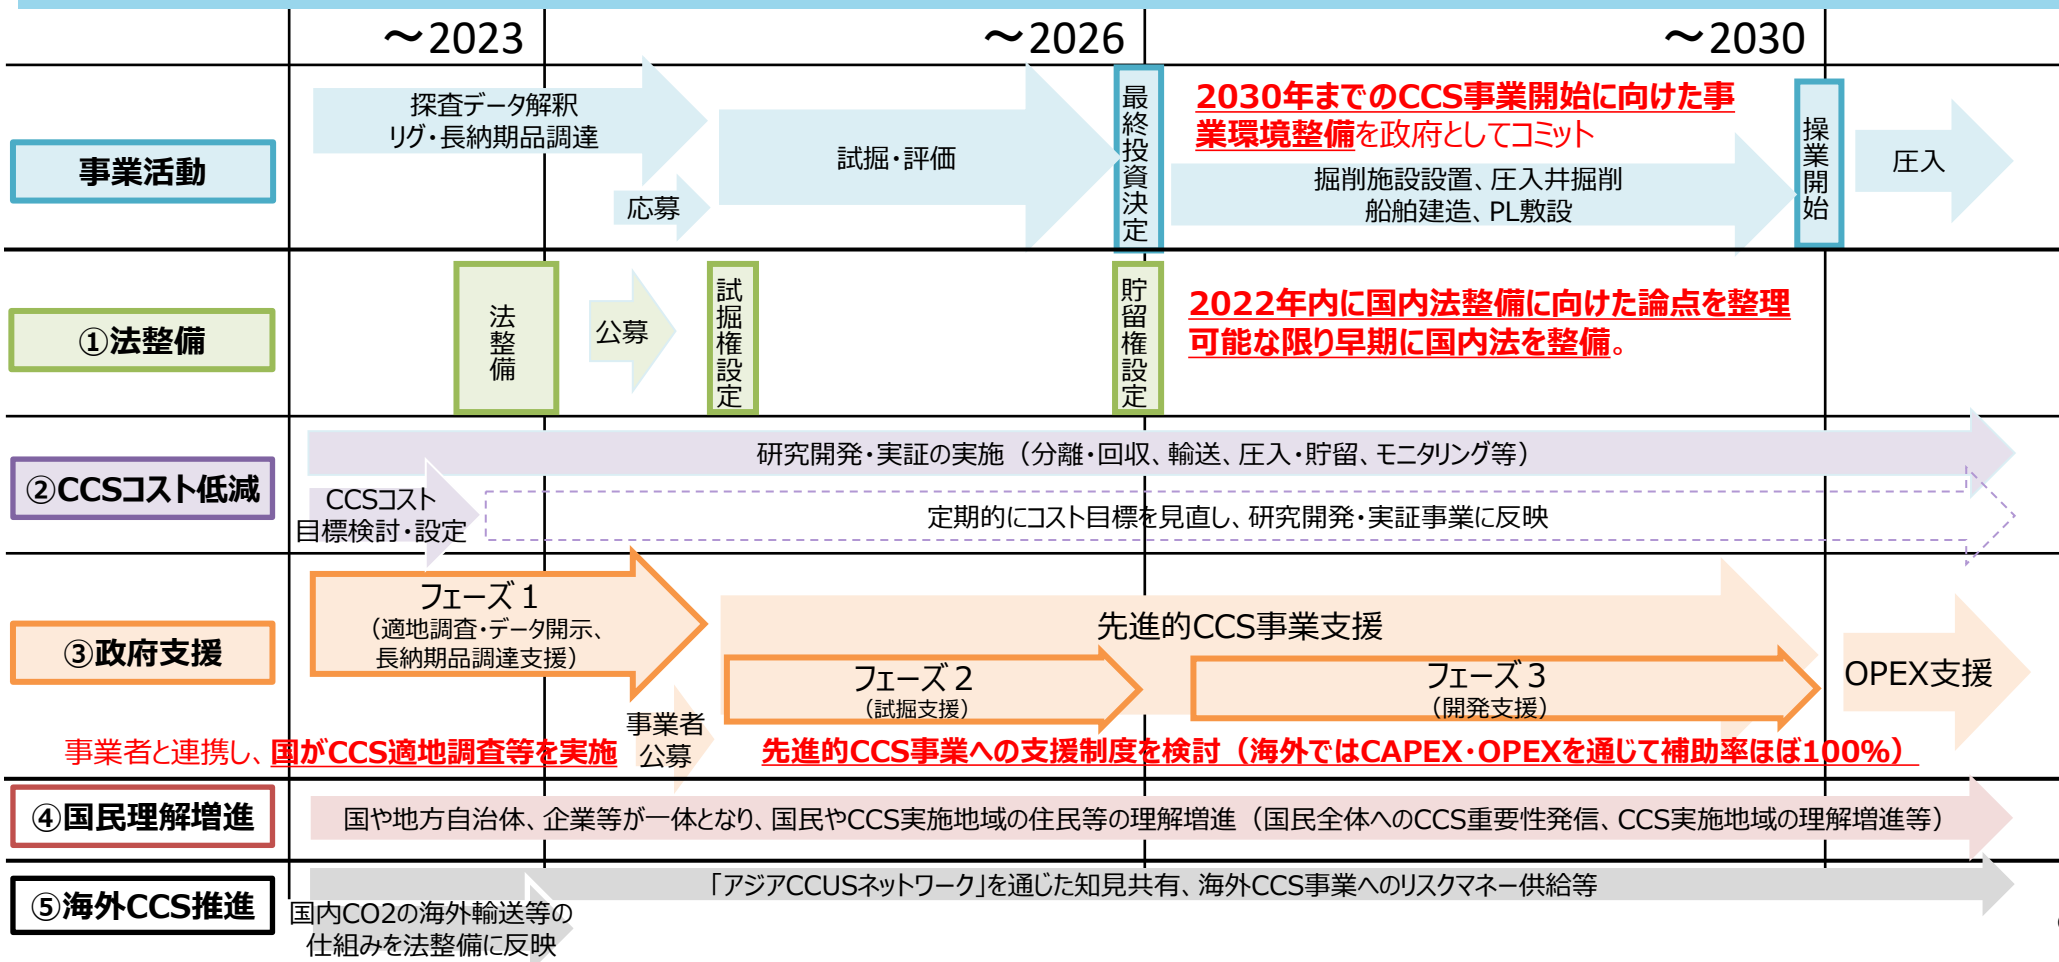 ～2023
～2026
～2030
事業活動
探査データ解釈
リグ・長納期品調達
応募
試掘・評価
最終投資決定
2030年までのCCS事業開始に向けた事
業環境整備を政府としてコミット
掘削施設設置、圧入井掘削
船舶建造、PL敷設
操業開始
圧入
①法整備
法整備
公募
試掘権設定
貯留権設定
2022年内に国内法整備に向けた論点を整理
可能な限り早期に国内法を整備。
②CCSコスト低減
研究開発・実証の実施（分離・回収、輸送、圧入・貯留、モニタリング等）
CCSコスト
目標検討・設定
定期的にコスト目標を見直し、研究開発・実証事業に反映
③政府支援
フェーズ１
（適地調査・データ開示、
長納期品調達支援）
事業者
公募
先進的CCS事業支援
フェーズ２
（試掘支援）
フェーズ３
（開発支援）
OPEX支援
事業者と連携し、国がCCS適地調査等を実施
先進的CCS事業への支援制度を検討（海外ではCAPEX・OPEXを通じて補助率ほぼ100%）
④国民理解増進
国や地方自治体、企業等が一体となり、国民やCCS実施地域の住民等の理解増進（国民全体へのCCS重要性発信、CCS実施地域の理解増進等）
⑤海外CCS推進
「アジアCCUSネットワーク」を通じた知見共有、海外CCS事業へのリスクマネー供給等
国内CO2の海外輸送等の
仕組みを法整備に反映